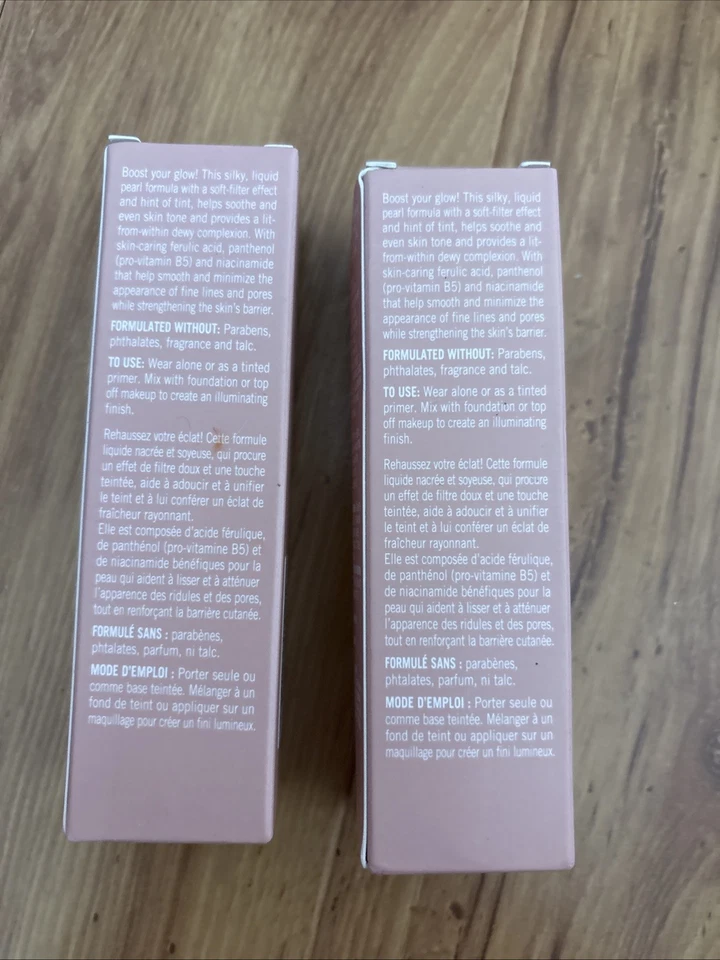 Boost your glow! This silky, liquid
pearl formula with a soft-filter effect
and hint of tint, helps soothe and
even skin tone and provides a lit-
from-within dewy complexion. With
skin-caring ferulic acid, panthenol
(pro-vitamin B5) and niacinamide
that help smooth and minimize the
appearance of fine lines and pores
while strengthening the skin's barrier.
FORMULATED WITHOUT: Parabens,
phthalates, fragrance and talc.
TO USE: Wear alone or as a tinted
primer. Mix with foundation or top
off makeup to create an illuminating
finish.
Rehaussez votre éclat! Cette formule
liquide nacrée et soyeuse, qui procure
un effet de filtre doux et une touche
teintée, aide à adoucir et à unifier
le teint et à lui conférer un éclat de
fraîcheur rayonnant.
Elle est composée d'acide férulique,
de panthénol (pro-vitamine B5) et
de niacinamide bénéfiques pour la
peau qui aident à lisser et à atténuer
l'apparence des ridules et des pores,
tout en renforçant la barrière cutanée.
FORMULÉ SANS : parabènes,
phtalates, parfum, ni talc.
MODE D'EMPLOI : Porter seule ou
comme base teintée. Mélanger à un
fond de teint ou appliquer sur un
maquillage pour créer un fini lumineux.
Boost your glow! This silky, liquid
pearl formula with a soft-filter effect
and hint of tint, helps soothe and
even skin tone and provides a lit-
from-within dewy complexion. With
skin-caring ferulic acid, panthenol
(pro-vitamin B5) and niacinamide
that help smooth and minimize the
appearance of fine lines and pores
while strengthening the skin's barrier.
FORMULATED WITHOUT: Parabens,
phthalates, fragrance and talc.
TO USE: Wear alone or as a tinted
primer. Mix with foundation or top
off makeup to create an illuminating
finish.
Rehaussez votre éclat! Cette formule
liquide nacrée et soyeuse, qui procure
un effet de filtre doux et une touche
teintée, aide à adoucir et à unifier
le teint et à lui conférer un éclat de
fraîcheur rayonnant.
Elle est composée d'acide férulique,
de panthénol (pro-vitamine B5) et
de niacinamide bénéfiques pour la
peau qui aident à lisser et à atténuer
l'apparence des ridules et des pores,
tout en renforçant la barrière cutanée.
FORMULÉ SANS : parabènes,
phtalates, parfum, ni talc.
MODE D'EMPLOI : Porter seule ou
comme base teintée. Mélanger à un
fond de teint ou appliquer sur un
maquillage pour créer un fini lumineux.